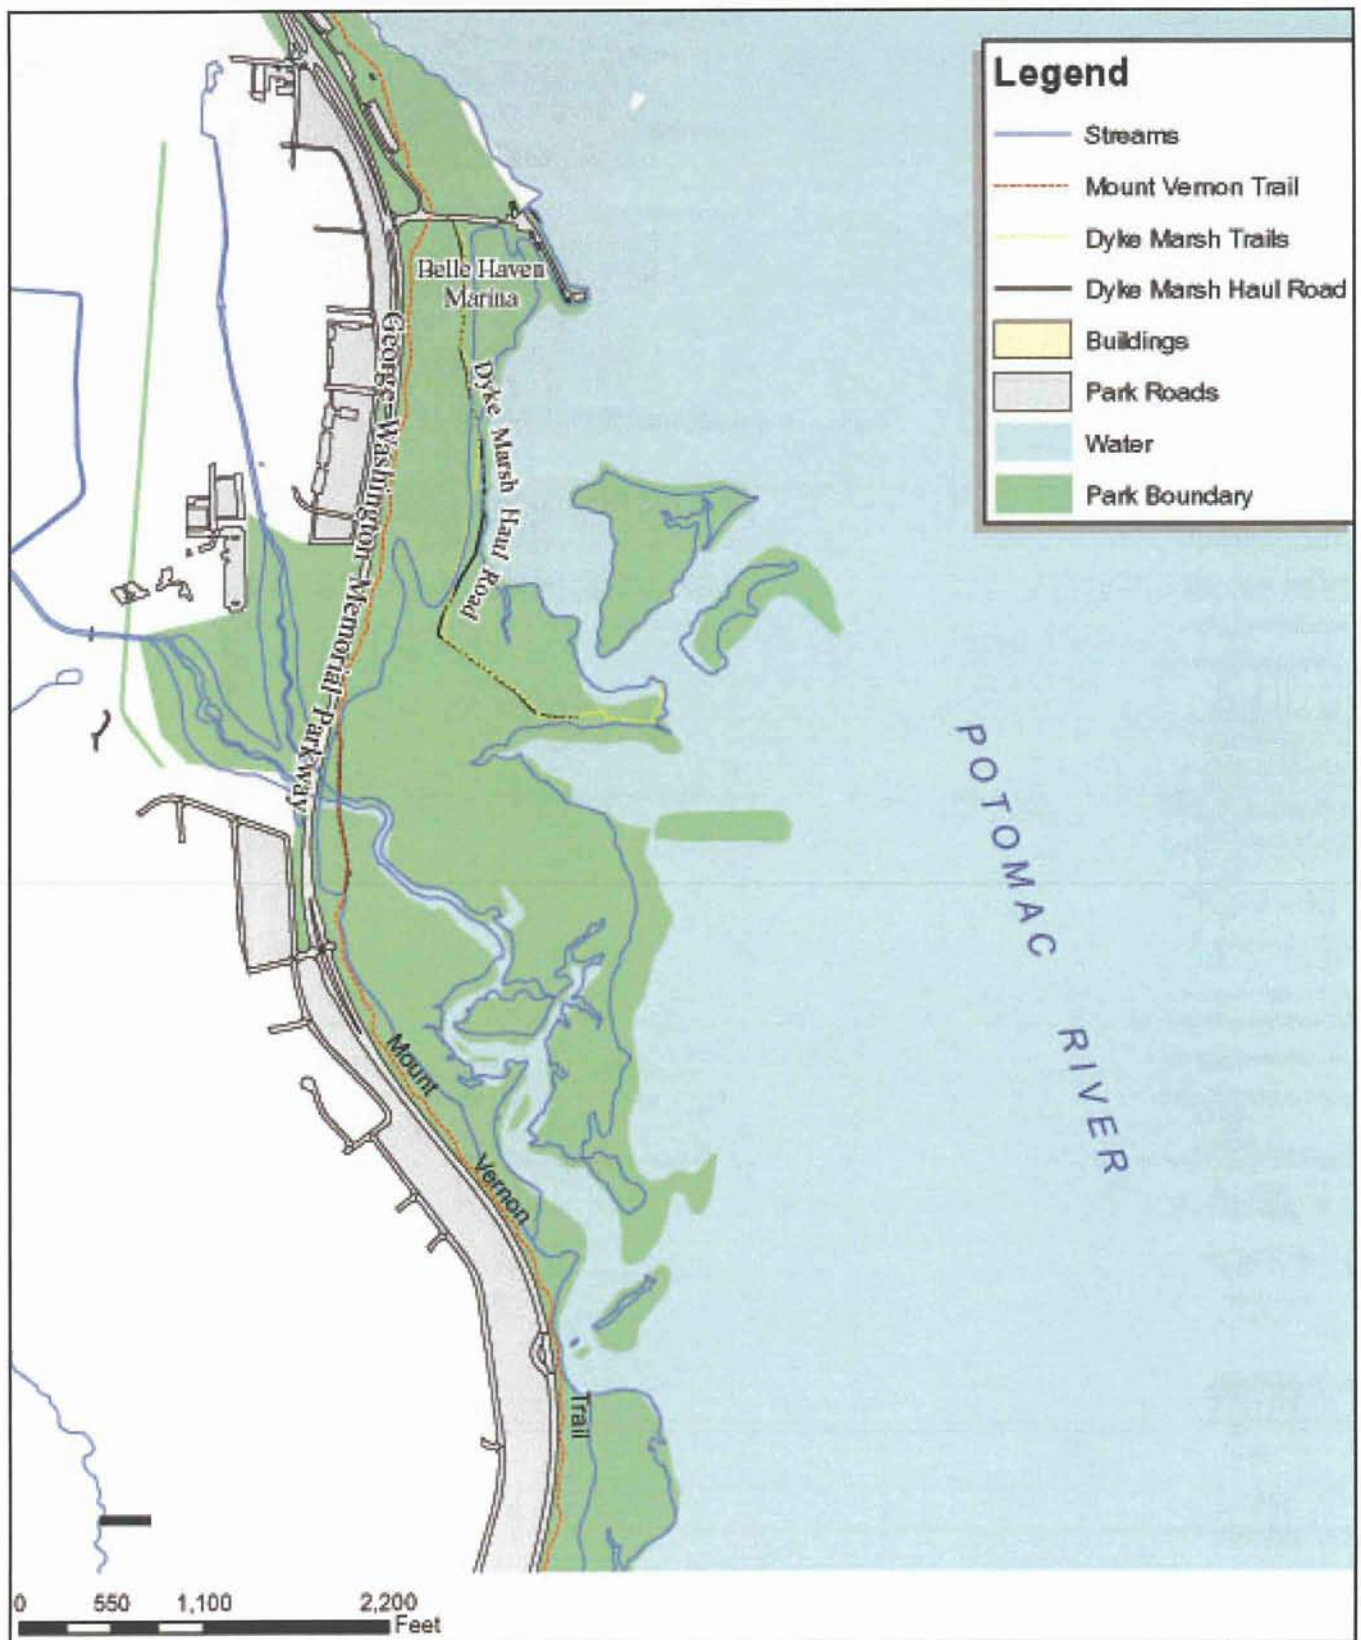 Legend
Streams
Mount Vernon Trail
Dyke Marsh Trails
Dyke Marsh Haul Road
Buildings
Park Roads
Water
Park Boundary
Belle Haven
Marina
George Washington Memorial Parkway
Dyke Marsh Haul Road
POTOMAC RIVER
Mount Vernon Trail
0 550 1,100 2,200
Feet